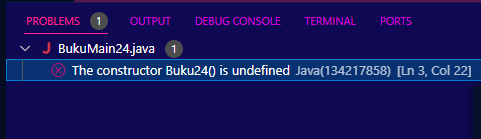 PROBLEMS 1 OUTPUT DEBUG CONSOLE TERMINAL PORTS
J BukuMain24.java 1
The constructor Buku24() is undefined Java(134217858) [Ln 3, Col 22]